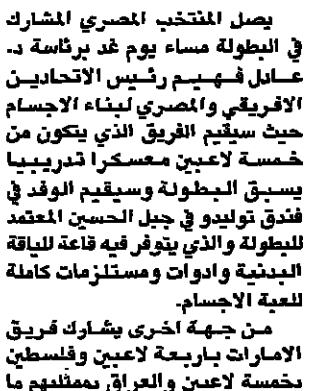 يصل المنتخب المصري المشارك
في البطولة مساء يوم غد برئاسة د.
عادل فهيم رئيس الاتحادين
الافريقي والمصري لبناء الاجسام
حيث سيقيم الفريق الذي يتكون من
خمسة لاعبين معسكرا تدريبيا
يسبق البطولة وسيقيم الوفد في
فندق توليدو في جبل الحسين المعتمد
للبطولة والذي يتوفر فيه قاعة للياقة
البدنية وادوات ومستلزمات كاملة
للعبة الاجسام.
من جهة اخرى يشارك فريق
الامارات باربعة لاعبين وفلسطين
بخمسة لاعبين والعراق بممثليهم ما